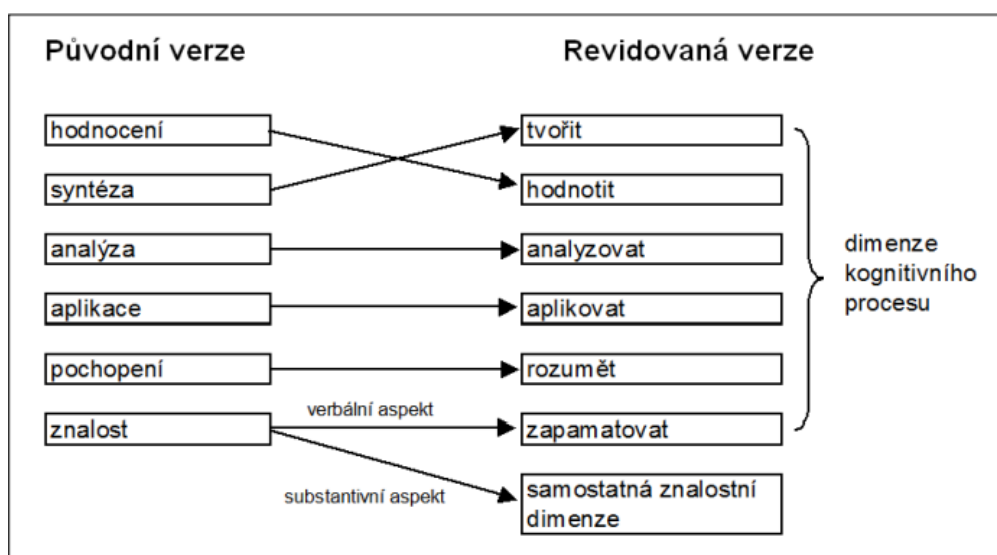 Původní verze
Revidovaná verze
hodnocení
tvořit
syntéza
hodnotit
analýza
analyzovat
dimenze
kognitivního
procesu
aplikace
aplikovat
pochopení
rozumět
verbální aspekt
znalost
zapamatovat
substantivní aspekt
samostatná znalostní
dimenze